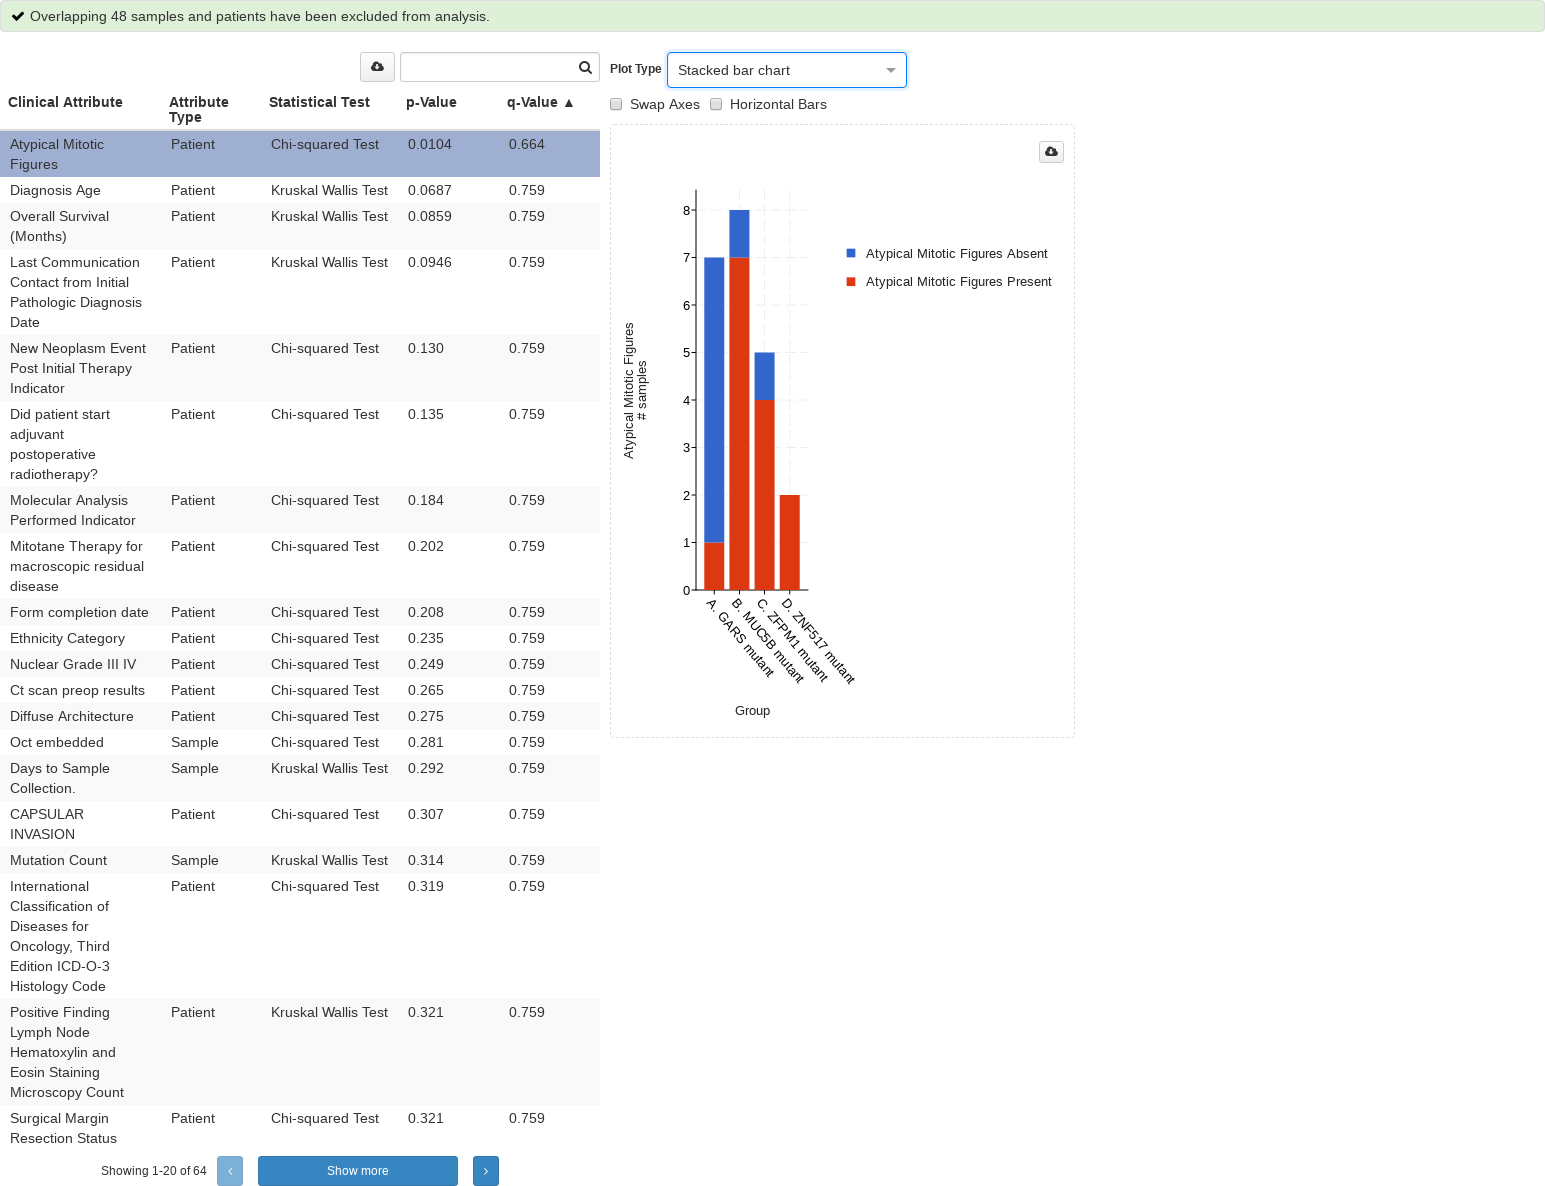 Overlapping 48 samples and patients have been excluded from analysis.
Plot Type
Stacked bar chart
Swap Axes
Horizontal Bars
Clinical Attribute
Attribute
Type
Statistical Test
p-Value
q-Value ▲
Atypical Mitotic
Figures
Patient
Chi-squared Test
0.0104
0.664
Diagnosis Age
Patient
Kruskal Wallis Test
0.0687
0.759
Overall Survival
(Months)
Patient
Kruskal Wallis Test
0.0859
0.759
Last Communication
Contact from Initial
Pathologic Diagnosis
Date
Patient
Kruskal Wallis Test
0.0946
0.759
New Neoplasm Event
Post Initial Therapy
Indicator
Patient
Chi-squared Test
0.130
0.759
Did patient start
adjuvant
postoperative
radiotherapy?
Patient
Chi-squared Test
0.135
0.759
Molecular Analysis
Performed Indicator
Patient
Chi-squared Test
0.184
0.759
Mitotane Therapy for
macroscopic residual
disease
Patient
Chi-squared Test
0.202
0.759
Form completion date
Patient
Chi-squared Test
0.208
0.759
Ethnicity Category
Patient
Chi-squared Test
0.235
0.759
Nuclear Grade III IV
Patient
Chi-squared Test
0.249
0.759
Ct scan preop results
Patient
Chi-squared Test
0.265
0.759
Diffuse Architecture
Patient
Chi-squared Test
0.275
0.759
Oct embedded
Sample
Chi-squared Test
0.281
0.759
Days to Sample
Collection.
Sample
Kruskal Wallis Test
0.292
0.759
CAPSULAR
INVASION
Patient
Chi-squared Test
0.307
0.759
Mutation Count
Sample
Kruskal Wallis Test
0.314
0.759
International
Classification of
Diseases for
Oncology, Third
Edition ICD-O-3
Histology Code
Patient
Chi-squared Test
0.319
0.759
Positive Finding
Lymph Node
Hematoxylin and
Eosin Staining
Microscopy Count
Patient
Kruskal Wallis Test
0.321
0.759
Surgical Margin
Resection Status
Patient
Chi-squared Test
0.321
0.759
Showing 1-20 of 64
Show more
8
7
6
5
4
3
2
1
0
Atypical Mitotic Figures
# samples
A. GARS mutant
B. MUC5B mutant
C. ZFPM1 mutant
D. ZNF517 mutant
Group
Atypical Mitotic Figures Absent
Atypical Mitotic Figures Present